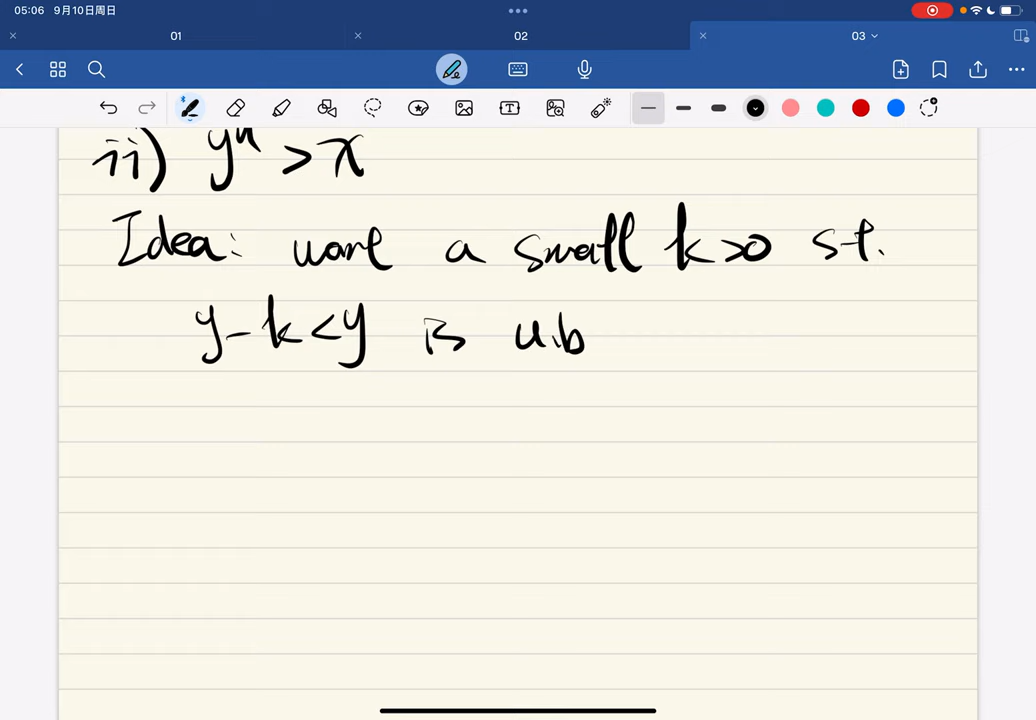 05:06 9月10日周日
01 02 03
ii) yⁿ > x
Idea: want a small k>0 s.t.
y-k<y is u.b